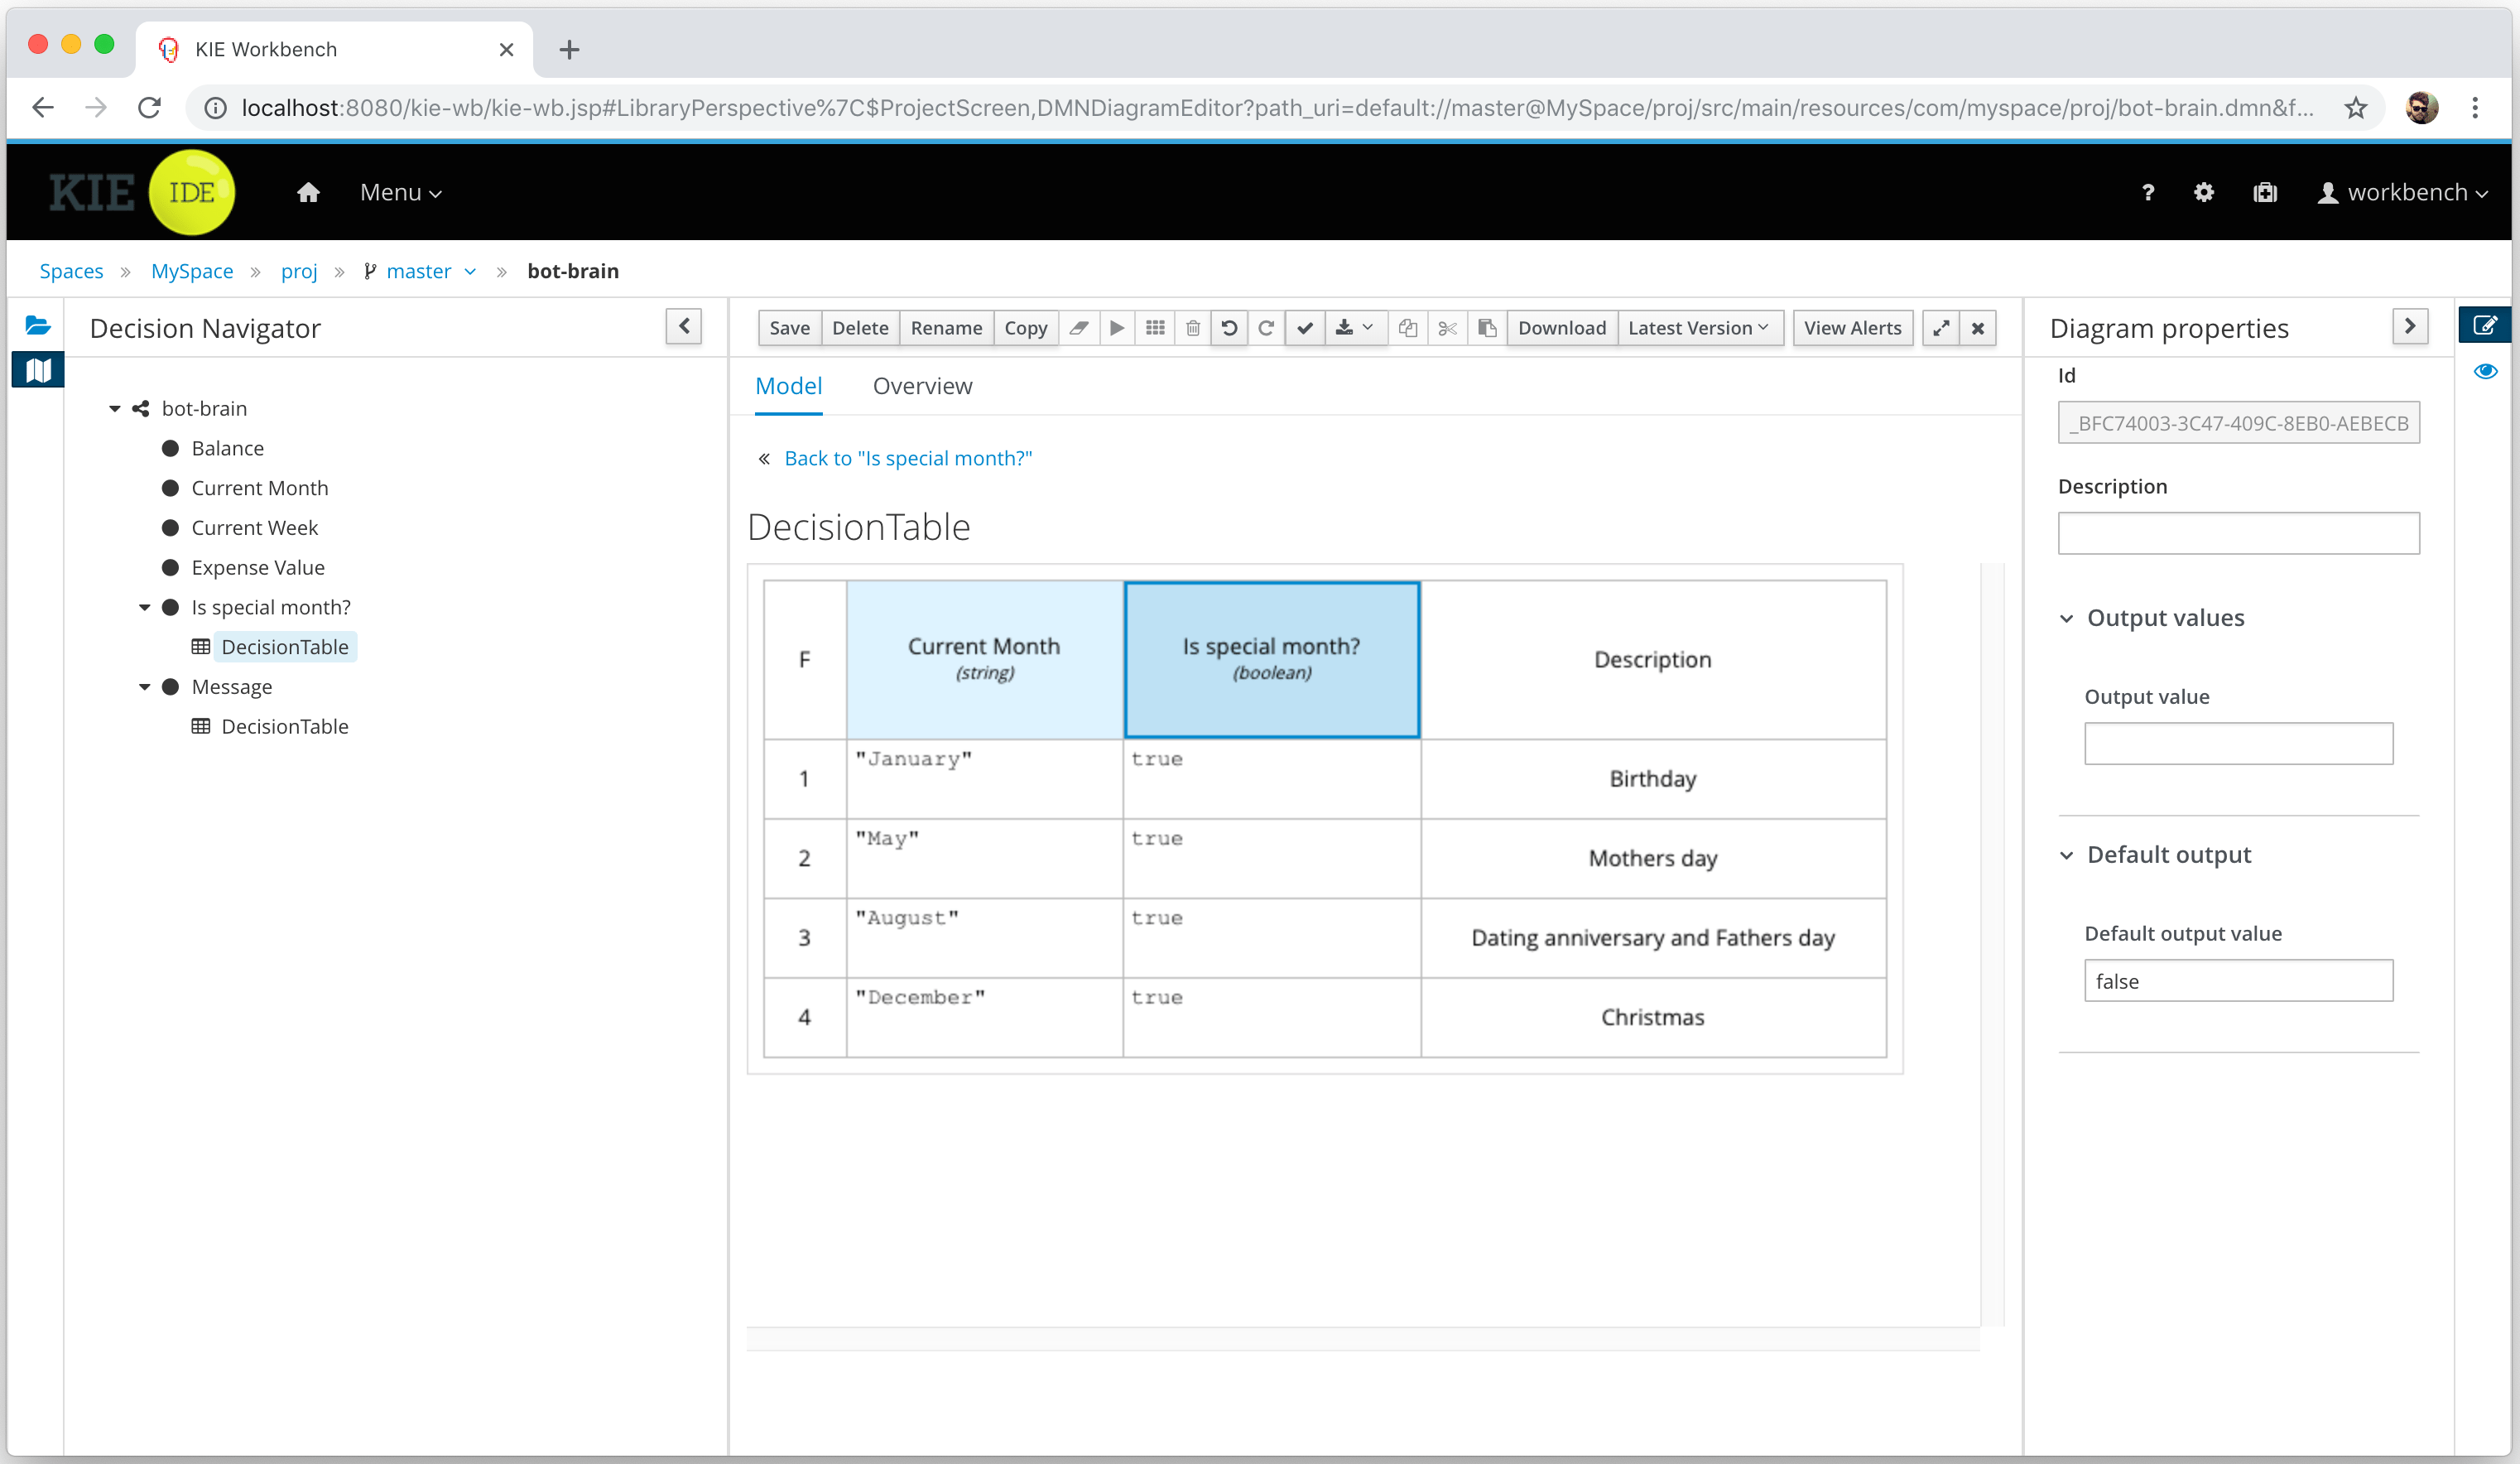 KIE Workbench
localhost:8080/kie-wb/kie-wb.jsp#LibraryPerspective%7C$ProjectScreen,DMNDiagramEditor?path_uri=default://master@MySpace/proj/src/main/resources/com/myspace/proj/bot-brain.dmn&f...
KIE IDE Menu ? workbench
Spaces » MySpace » proj » master » bot-brain
Decision Navigator
bot-brain
Balance
Current Month
Current Week
Expense Value
Is special month?
DecisionTable
Message
DecisionTable
Save Delete Rename Copy Download Latest Version View Alerts
Model Overview
« Back to "Is special month?"
DecisionTable
F Current Month (string) Is special month? (boolean) Description
1 "January" true Birthday
2 "May" true Mothers day
3 "August" true Dating anniversary and Fathers day
4 "December" true Christmas
Diagram properties
Id
_BFC74003-3C47-409C-8EB0-AEBECB
Description
Output values
Output value
Default output
Default output value
false